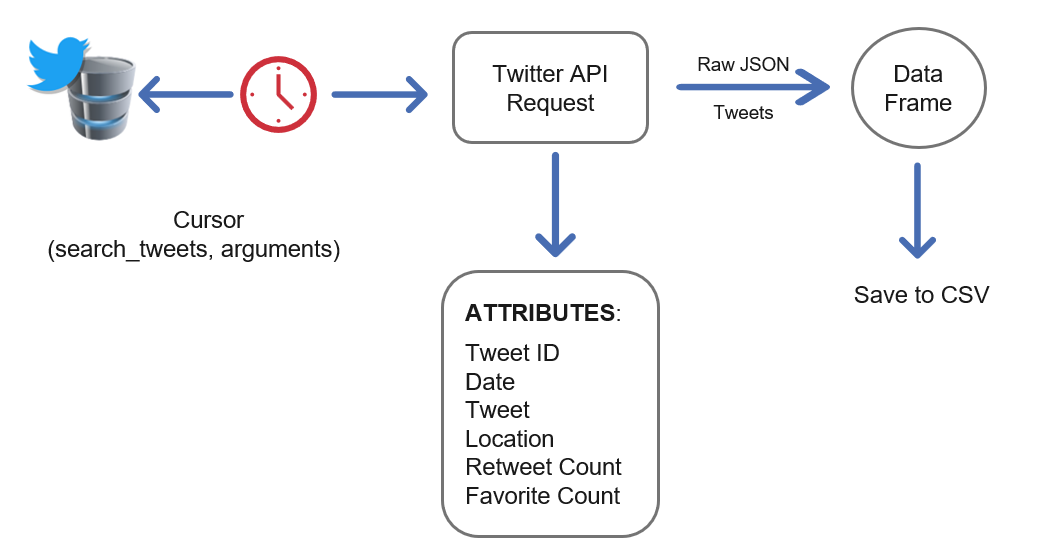 Twitter API
Request
Raw JSON
Tweets
Data
Frame
Cursor
(search_tweets, arguments)
Save to CSV
ATTRIBUTES:
Tweet ID
Date
Tweet
Location
Retweet Count
Favorite Count